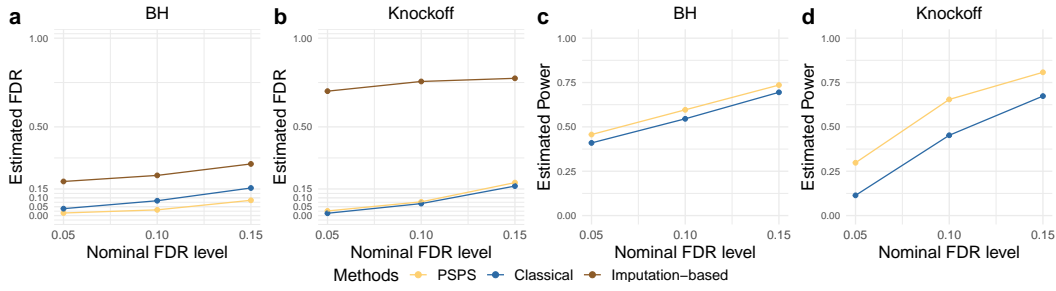 a
BH
Estimated FDR
1.00
0.50
0.15
0.10
0.05
0.00
0.05 0.10 0.15
Nominal FDR level
b
Knockoff
Estimated FDR
1.00
0.50
0.15
0.10
0.05
0.00
0.05 0.10 0.15
Nominal FDR level
c
BH
Estimated Power
1.00
0.75
0.50
0.25
0.00
0.05 0.10 0.15
Nominal FDR level
d
Knockoff
Estimated Power
1.00
0.75
0.50
0.25
0.00
0.05 0.10 0.15
Nominal FDR level
Methods PSPS Classical Imputation−based